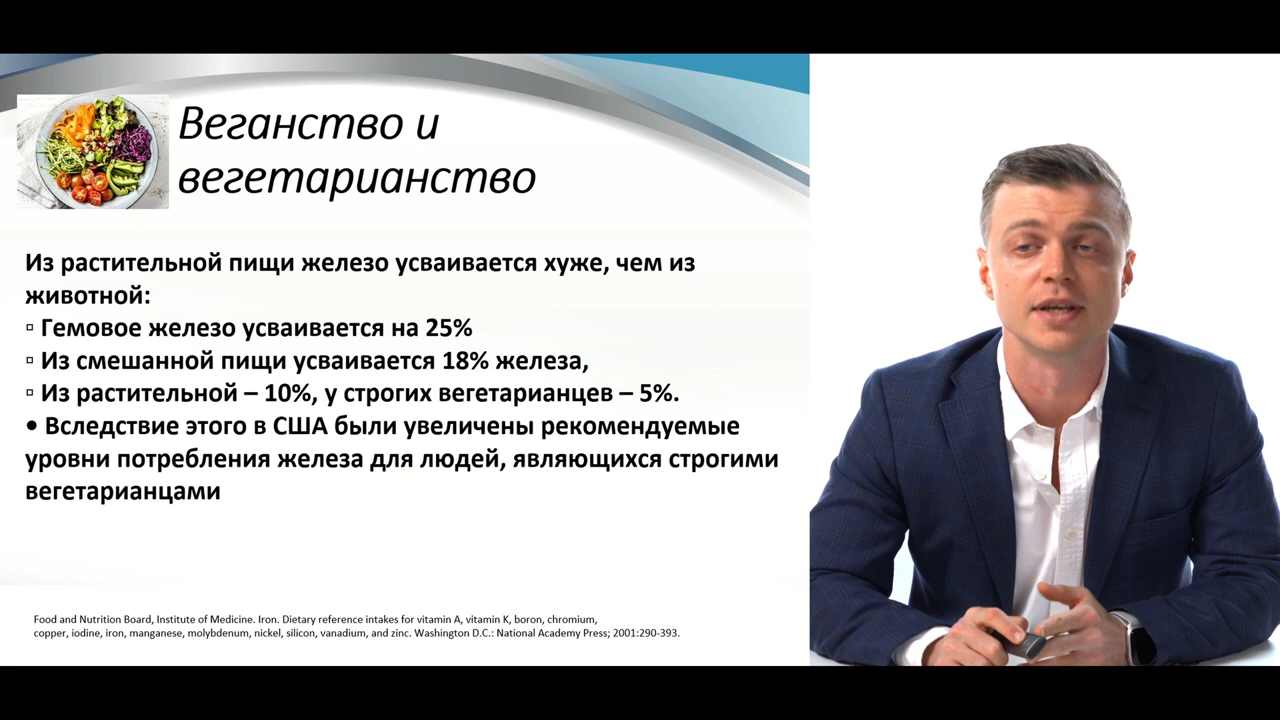 Веганство и
вегетарианство
Из растительной пищи железо усваивается хуже, чем из
животной:
▫ Гемовое железо усваивается на 25%
▫ Из смешанной пищи усваивается 18% железа,
▫ Из растительной – 10%, у строгих вегетарианцев – 5%.
• Вследствие этого в США были увеличены рекомендуемые
уровни потребления железа для людей, являющихся строгими
вегетарианцами
Food and Nutrition Board, Institute of Medicine. Iron. Dietary reference intakes for vitamin A, vitamin K, boron, chromium,
copper, iodine, iron, manganese, molybdenum, nickel, silicon, vanadium, and zinc. Washington D.C.: National Academy Press; 2001:290-393.